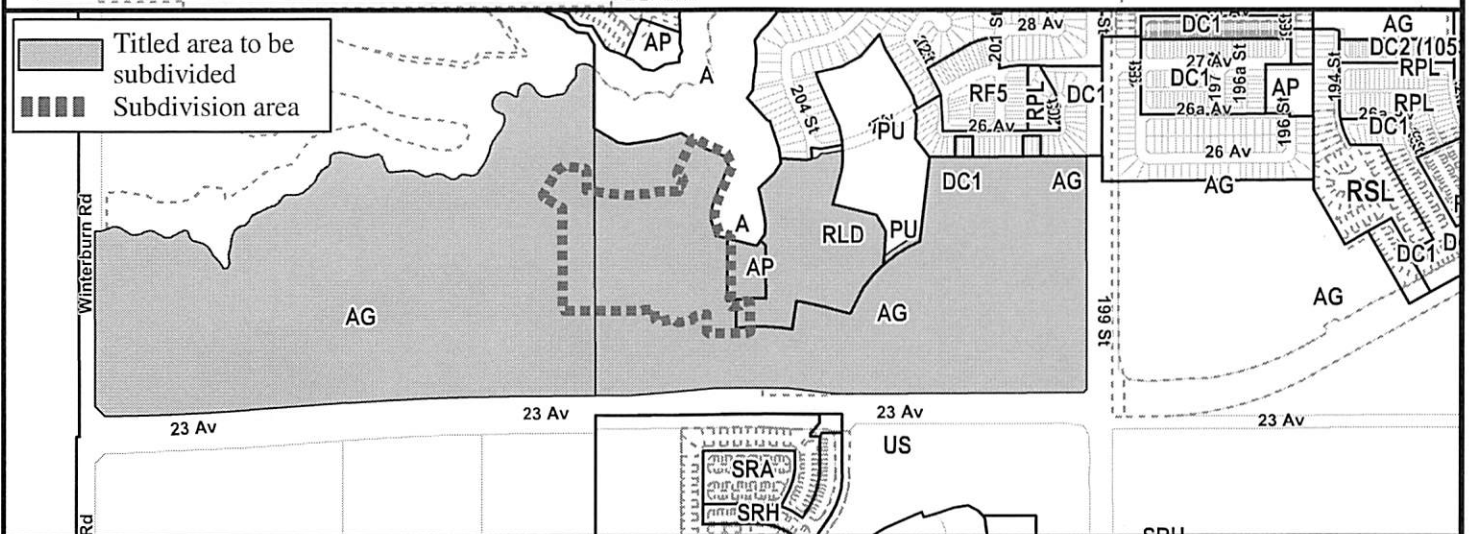 Titled area to be
subdivided
Subdivision area
AP
A
204 St
201 St
28 Av
RF5
RPL
26 Av
DC1
PU
DC1
AG
DC1
27 Av
DC1
197 St
196a St
26a Av
AP
196 St
26 Av
AG
AG
DC2 (105
RPL
194 St
RPL
DC1
RSL
DC1
Winterburn Rd
AG
A
AP
RLD
PU
AG
199 St
AG
23 Av
23 Av
23 Av
23 Av
US
SRA
SRH
Rd